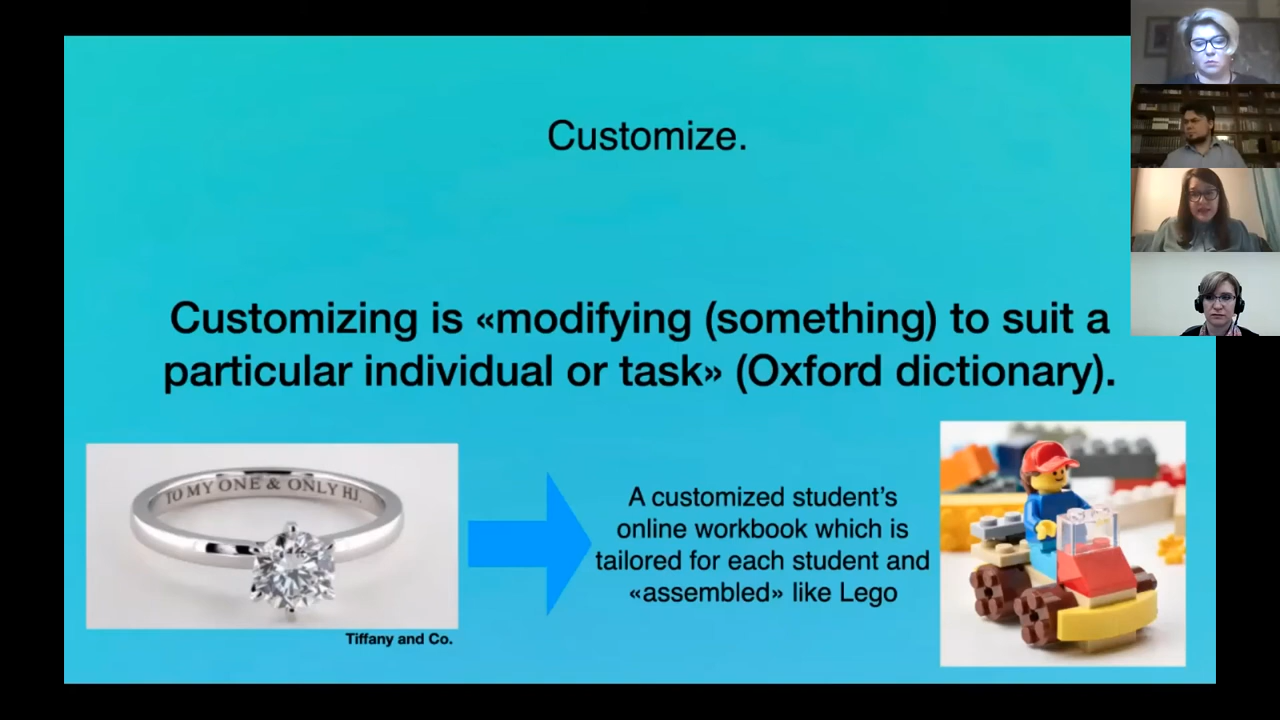 Customize.
Customizing is «modifying (something) to suit a
particular individual or task» (Oxford dictionary).
TO MY ONE & ONLY HJ.
Tiffany and Co.
A customized student's
online workbook which is
tailored for each student and
«assembled» like Lego